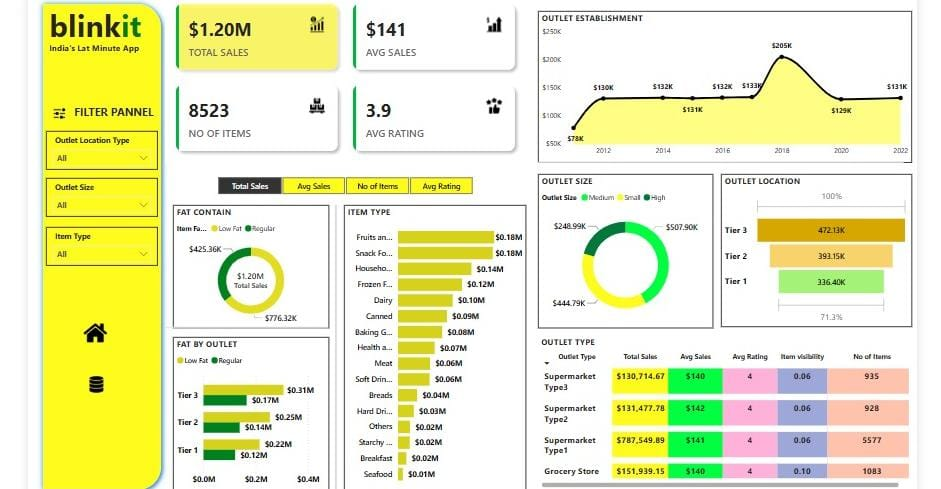 blinkit
India's Lat Minute App
FILTER PANNEL
Outlet Location Type
All
Outlet Size
All
Item Type
All
$1.20M
TOTAL SALES
$141
AVG SALES
8523
NO OF ITEMS
3.9
AVG RATING
Total Sales
Avg Sales
No of Items
Avg Rating
FAT CONTAIN
Item Fa... Low Fat Regular
$425.36K
$1.20M
Total Sales
$776.32K
FAT BY OUTLET
Low Fat Regular
Tier 3 $0.31M
$0.17M
Tier 2 $0.25M
$0.14M
Tier 1 $0.22M
$0.12M
$0.0M $0.2M $0.4M
ITEM TYPE
Fruits an... $0.18M
Snack Fo... $0.18M
Househo... $0.14M
Frozen F... $0.12M
Dairy $0.10M
Canned $0.09M
Baking G... $0.08M
Health a... $0.07M
Meat $0.06M
Soft Drin... $0.06M
Breads $0.04M
Hard Dri... $0.03M
Others $0.02M
Starchy ... $0.02M
Breakfast $0.02M
Seafood $0.01M
OUTLET ESTABLISHMENT
$250K
$200K
$150K
$100K
$50K
$78K
$130K
$132K
$131K
$132K
$133K
$205K
$129K
$131K
2012 2014 2016 2018 2020 2022
OUTLET SIZE
Outlet Size Medium Small High
$248.99K
$507.90K
$444.79K
OUTLET LOCATION
100%
Tier 3 472.13K
Tier 2 393.15K
Tier 1 336.40K
71.3%
OUTLET TYPE
Outlet Type Total Sales Avg Sales Avg Rating Item visibility No of Items
Supermarket Type3 $130,714.67 $140 4 0.06 935
Supermarket Type2 $131,477.78 $142 4 0.06 928
Supermarket Type1 $787,549.89 $141 4 0.06 5577
Grocery Store $151,939.15 $140 4 0.10 1083